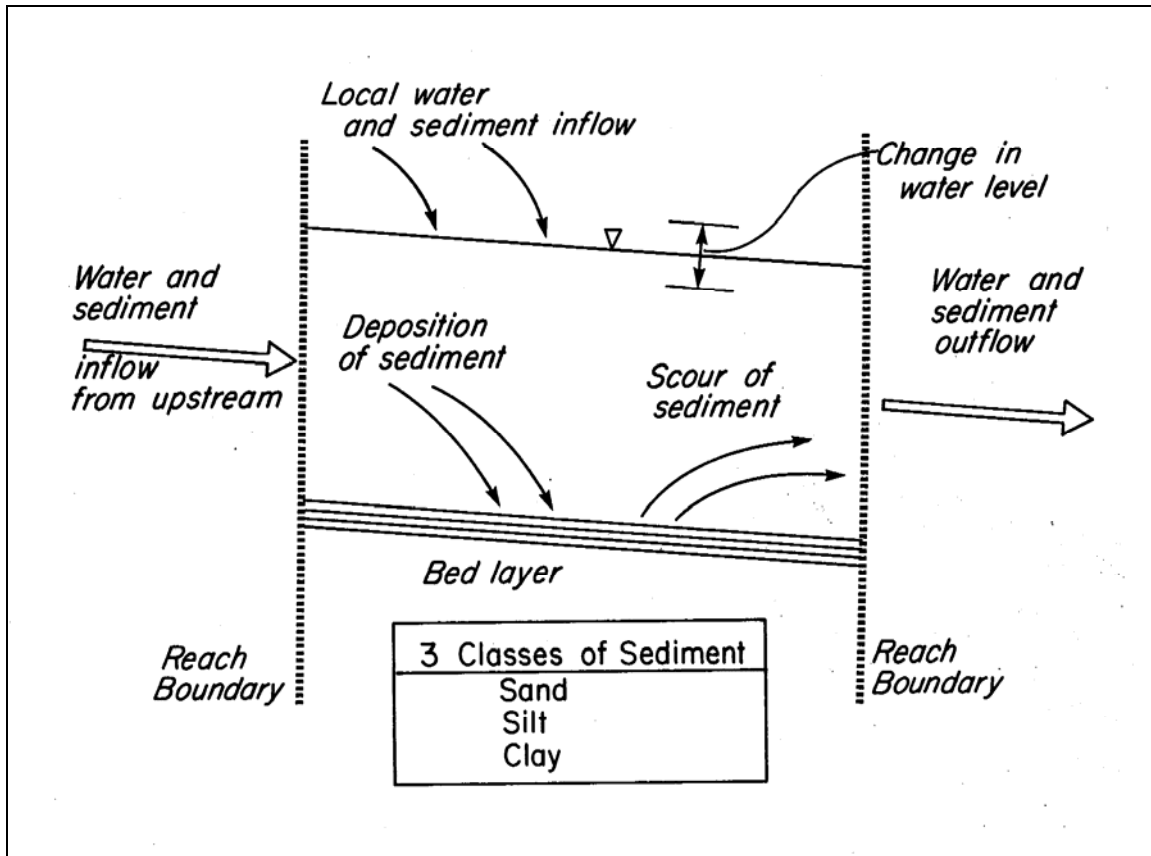 Local water
and sediment inflow
Change in
water level
Water and
sediment
inflow
from upstream
Deposition
of sediment
Scour of
sediment
Water and
sediment
outflow
Bed layer
Reach
Boundary
3 Classes of Sediment
Sand
Silt
Clay
Reach
Boundary